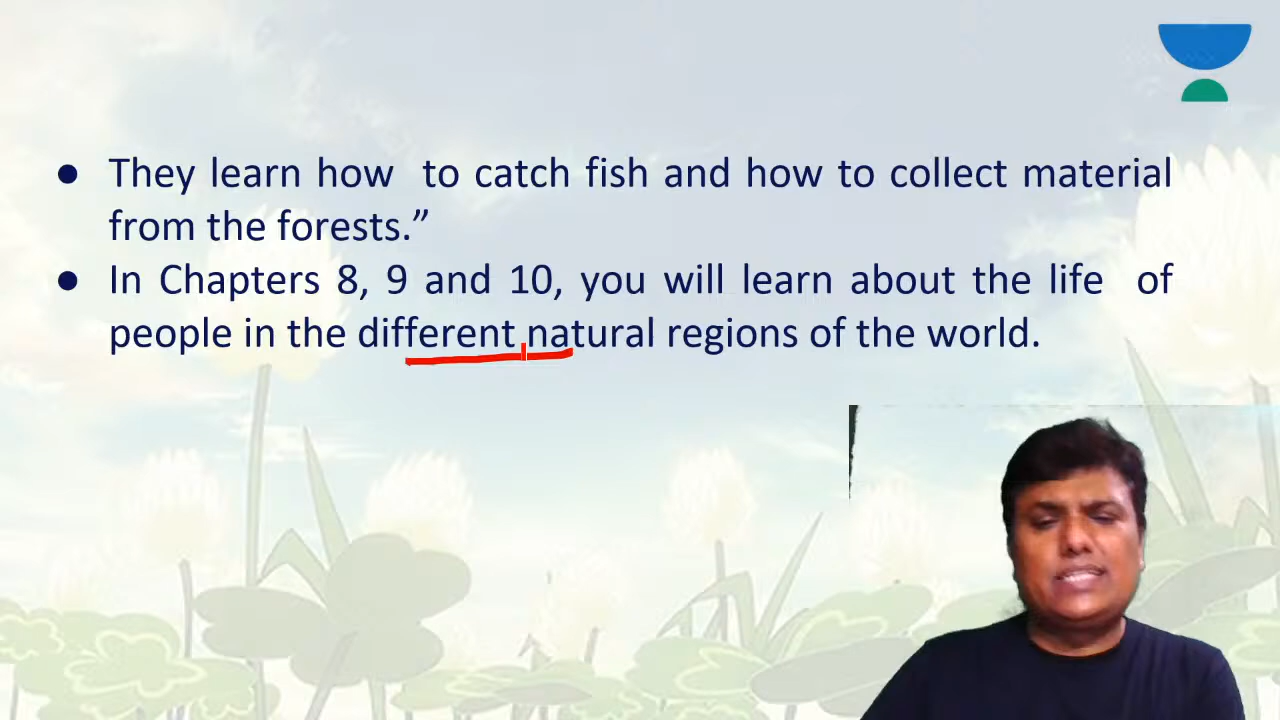 ● They learn how to catch fish and how to collect material
from the forests.”
● In Chapters 8, 9 and 10, you will learn about the life of
people in the different natural regions of the world.